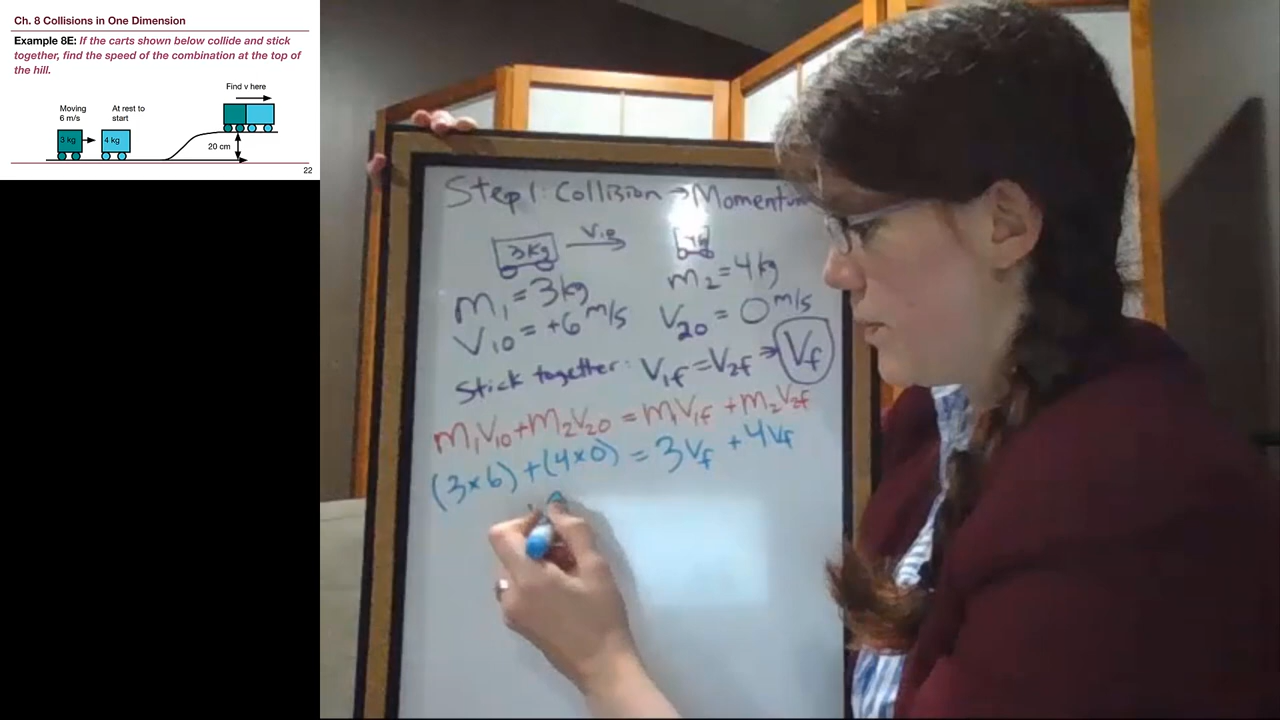 Ch. 8 Collisions in One Dimension
Example 8E: If the carts shown below collide and stick
together, find the speed of the combination at the top of
the hill.
Find v here
Moving
6 m/s
At rest to
start
3 kg
4 kg
20 cm
22
Step 1: Collision → Momentum
3kg
V₁₀
m₁ = 3kg
m₂ = 4kg
V₁₀ = +6 m/s
V₂₀ = 0 m/s
Stick together: V₁f = V₂f → Vf
m₁V₁₀ + m₂V₂₀ = m₁V₁f + m₂V₂f
(3×6) + (4×0) = 3Vf + 4Vf